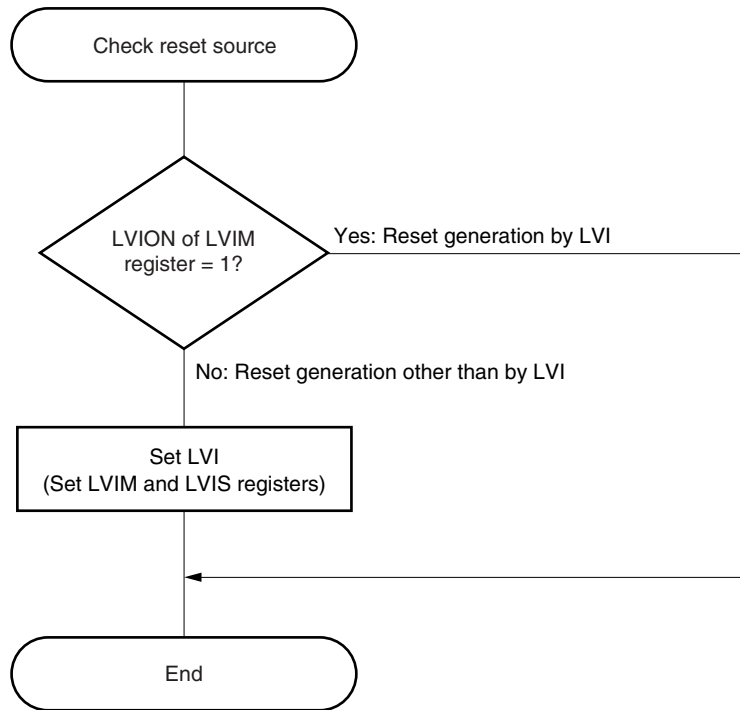 Check reset source
LVION of LVIM
register = 1?
Yes: Reset generation by LVI
No: Reset generation other than by LVI
Set LVI
(Set LVIM and LVIS registers)
End